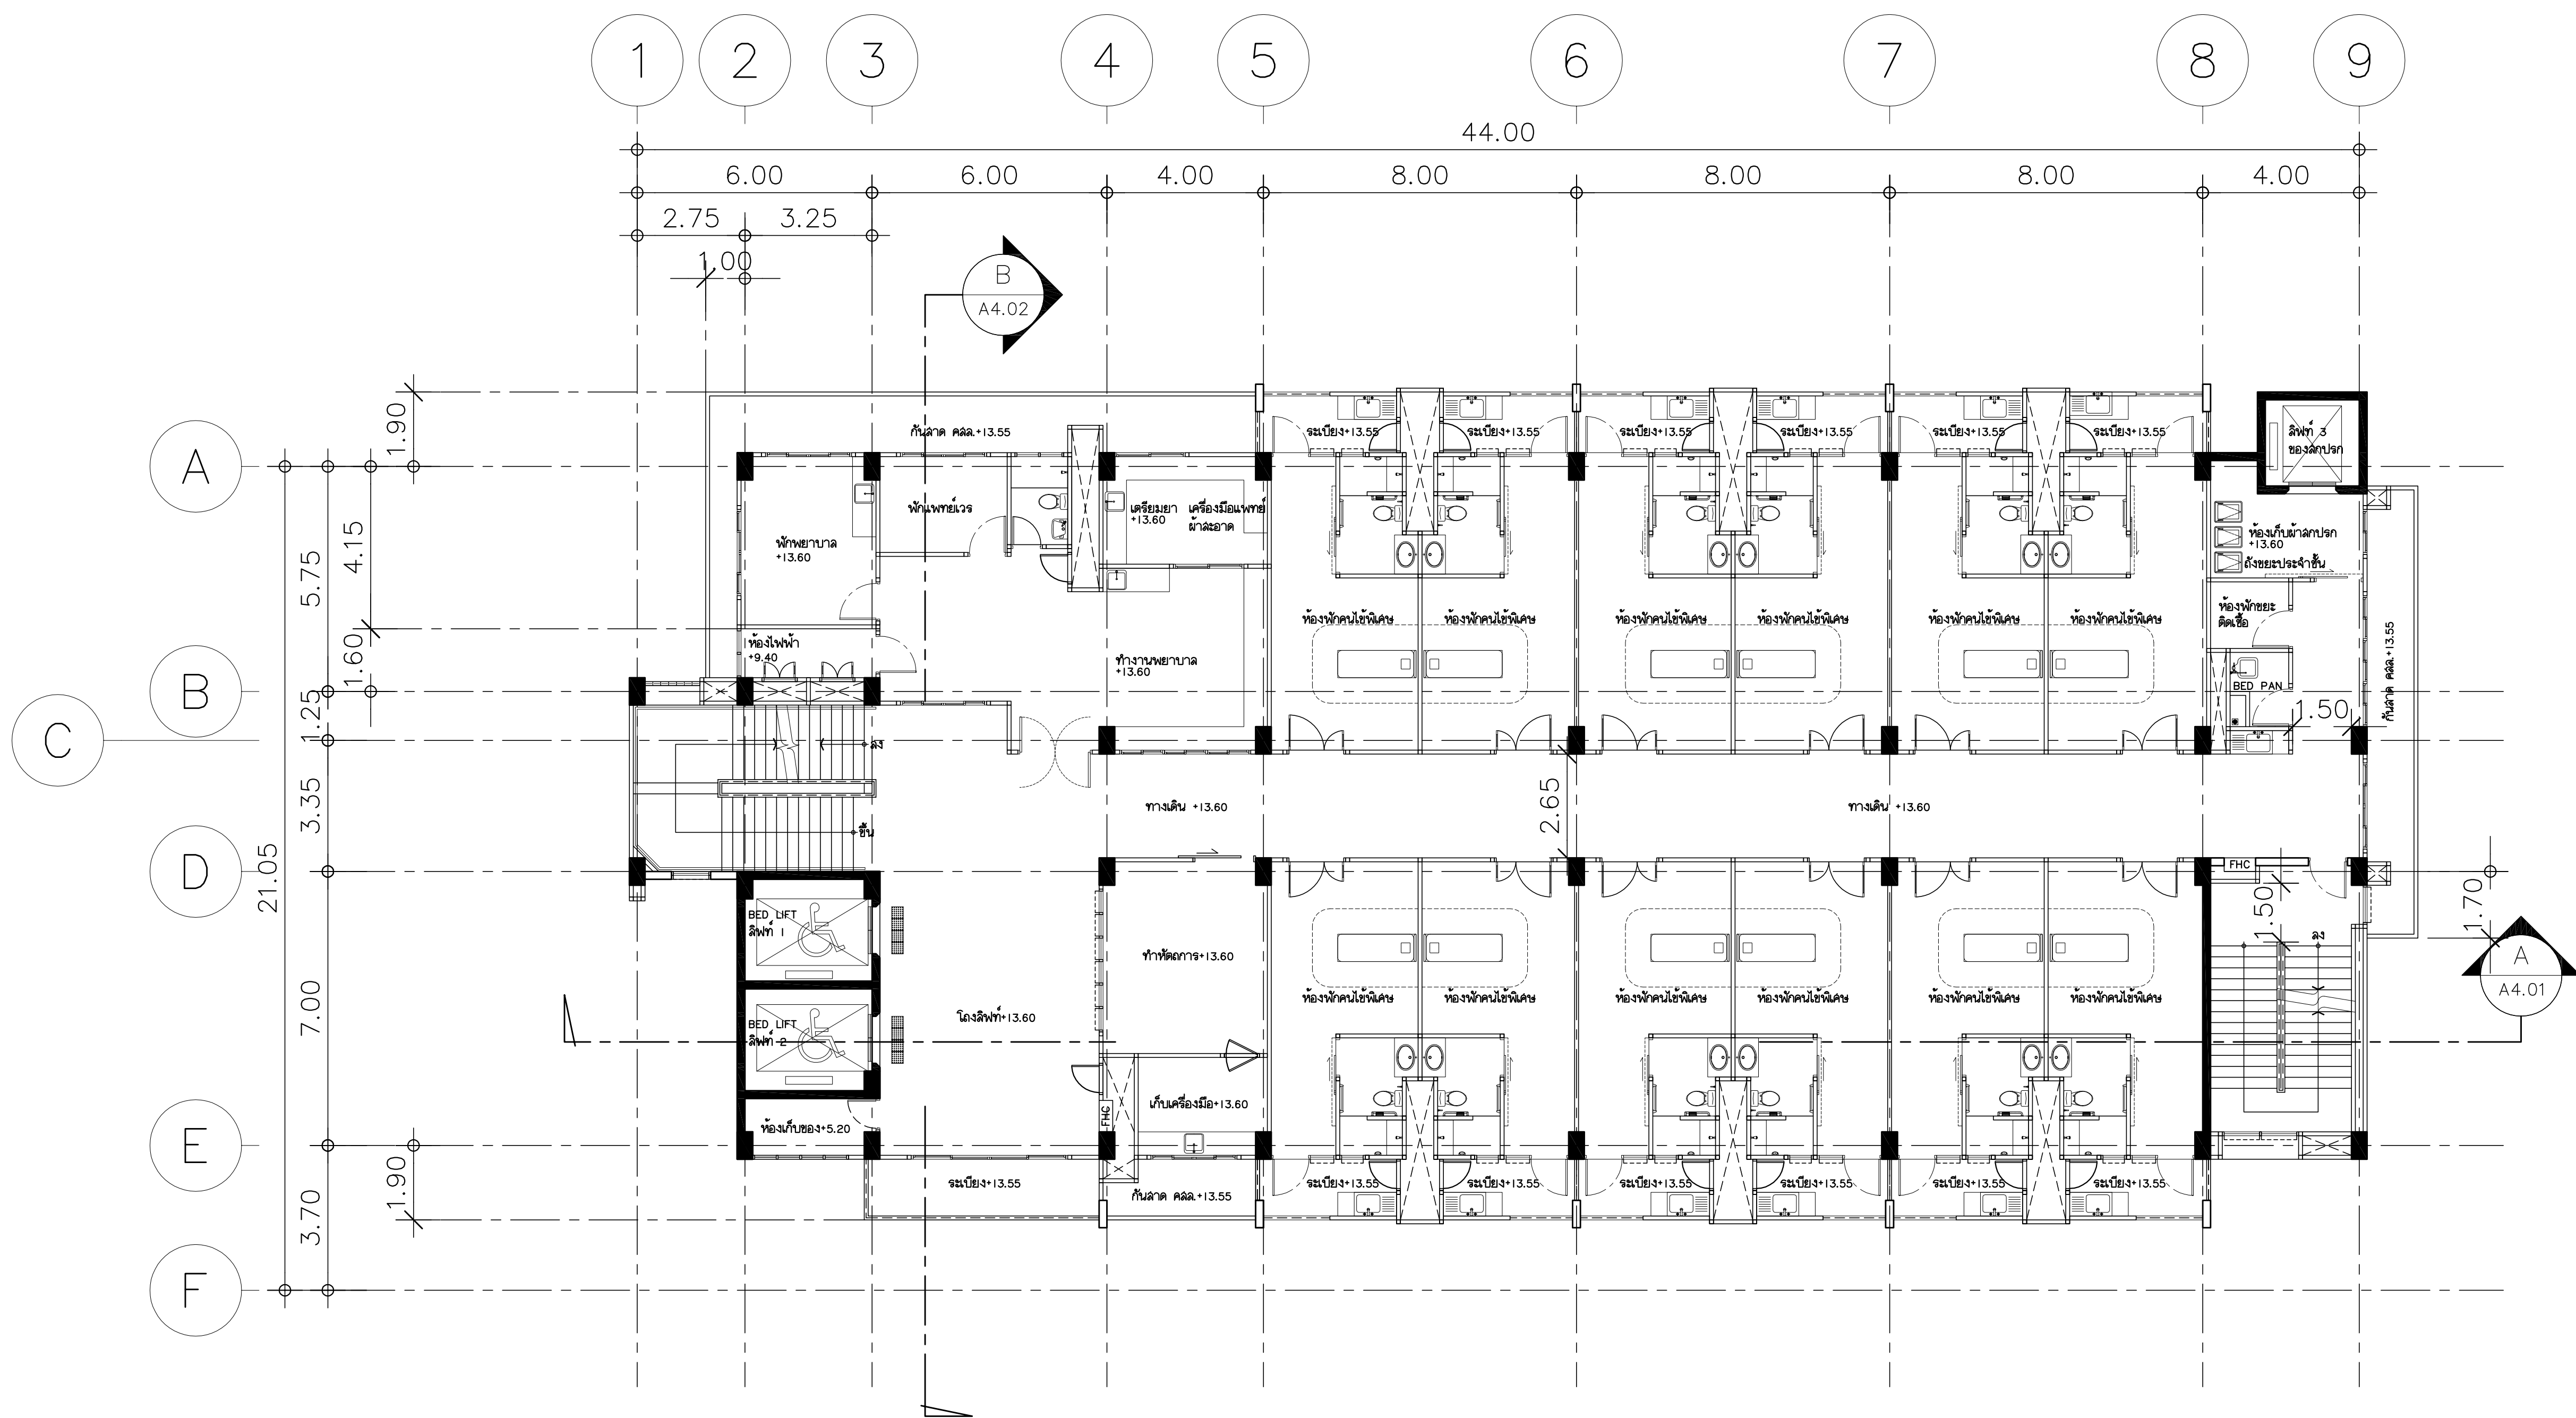 1 2 3 4 5 6 7 8 9
44.00
6.00 6.00 4.00 8.00 8.00 8.00 4.00
2.75 3.25
1.00
B
A4.02
1.90
A
กันสาด คสล.+13.55
ระเบียง+13.55 ระเบียง+13.55 ระเบียง+13.55 ระเบียง+13.55 ระเบียง+13.55 ระเบียง+13.55
ลิฟท์ 3
ของสกปรก
5.75
4.15
พักแพทย์เวร
เตรียมยา
+13.60
เครื่องมือแพทย์
ผ้าสะอาด
พักพยาบาล
+13.60
ห้องเก็บผ้าสกปรก
+13.60
ถังขยะประจำชั้น
ห้องพักขยะ
ติดเชื้อ
ห้องพักคนไข้พิเศษ ห้องพักคนไข้พิเศษ ห้องพักคนไข้พิเศษ ห้องพักคนไข้พิเศษ ห้องพักคนไข้พิเศษ ห้องพักคนไข้พิเศษ
1.60
ห้องไฟฟ้า
+9.40
ทำงานพยาบาล
+13.60
กันสาด คสล.+13.55
B
BED PAN
1.50
1.25
C
ลง
3.35
2.65
ทางเดิน +13.60
ทางเดิน +13.60
ขึ้น
D
21.05
FHC
1.50
1.70
BED LIFT
ลิฟท์ 1
ทำหัตถการ+13.60
ลง
A
A4.01
7.00
ห้องพักคนไข้พิเศษ ห้องพักคนไข้พิเศษ ห้องพักคนไข้พิเศษ ห้องพักคนไข้พิเศษ ห้องพักคนไข้พิเศษ ห้องพักคนไข้พิเศษ
โถงลิฟท์+13.60
BED LIFT
ลิฟท์ 2
เก็บเครื่องมือ+13.60
FHC
ห้องเก็บของ+5.20
E
1.90
ระเบียง+13.55
กันสาด คสล.+13.55
ระเบียง+13.55 ระเบียง+13.55 ระเบียง+13.55 ระเบียง+13.55 ระเบียง+13.55 ระเบียง+13.55
3.70
F